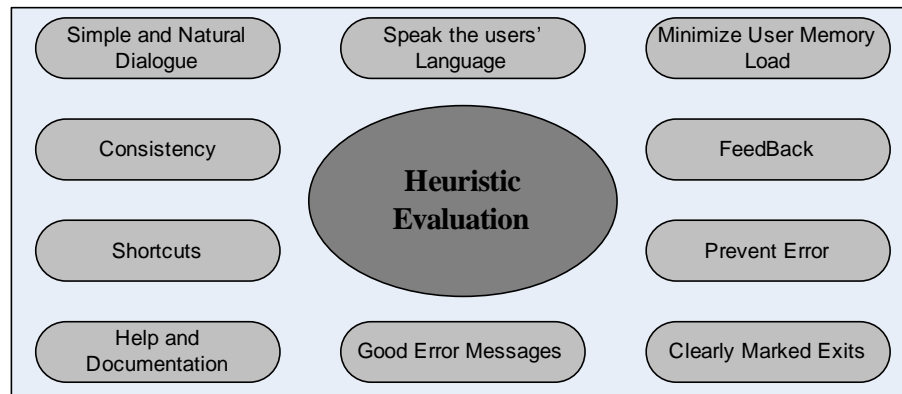 Simple and Natural
Dialogue
Speak the users'
Language
Minimize User Memory
Load
Consistency
Heuristic
Evaluation
FeedBack
Shortcuts
Prevent Error
Help and
Documentation
Good Error Messages
Clearly Marked Exits